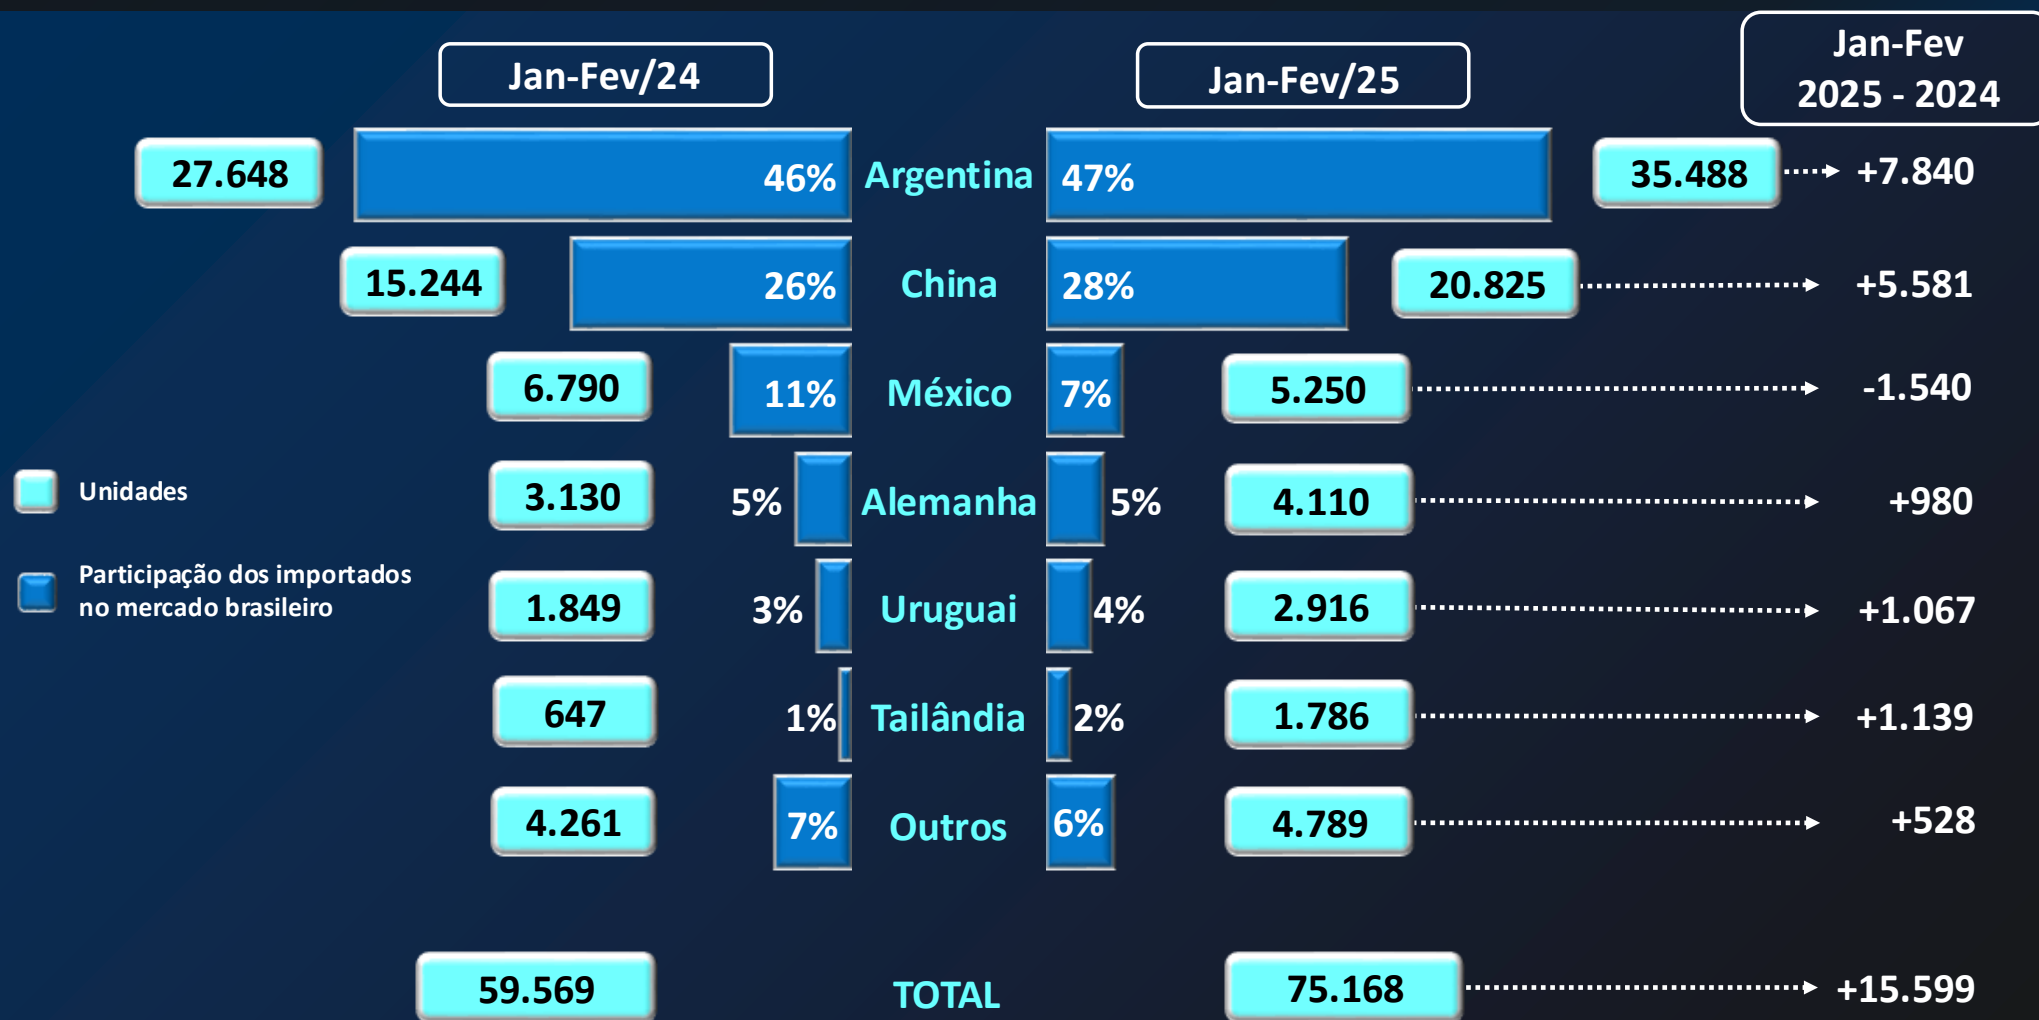 Jan-Fev/24
Jan-Fev/25
Jan-Fev
2025 - 2024
27.648 46% Argentina 47% 35.488 +7.840
15.244 26% China 28% 20.825 +5.581
6.790 11% México 7% 5.250 -1.540
Unidades
3.130 5% Alemanha 5% 4.110 +980
Participação dos importados
no mercado brasileiro
1.849 3% Uruguai 4% 2.916 +1.067
647 1% Tailândia 2% 1.786 +1.139
4.261 7% Outros 6% 4.789 +528
59.569 TOTAL 75.168 +15.599